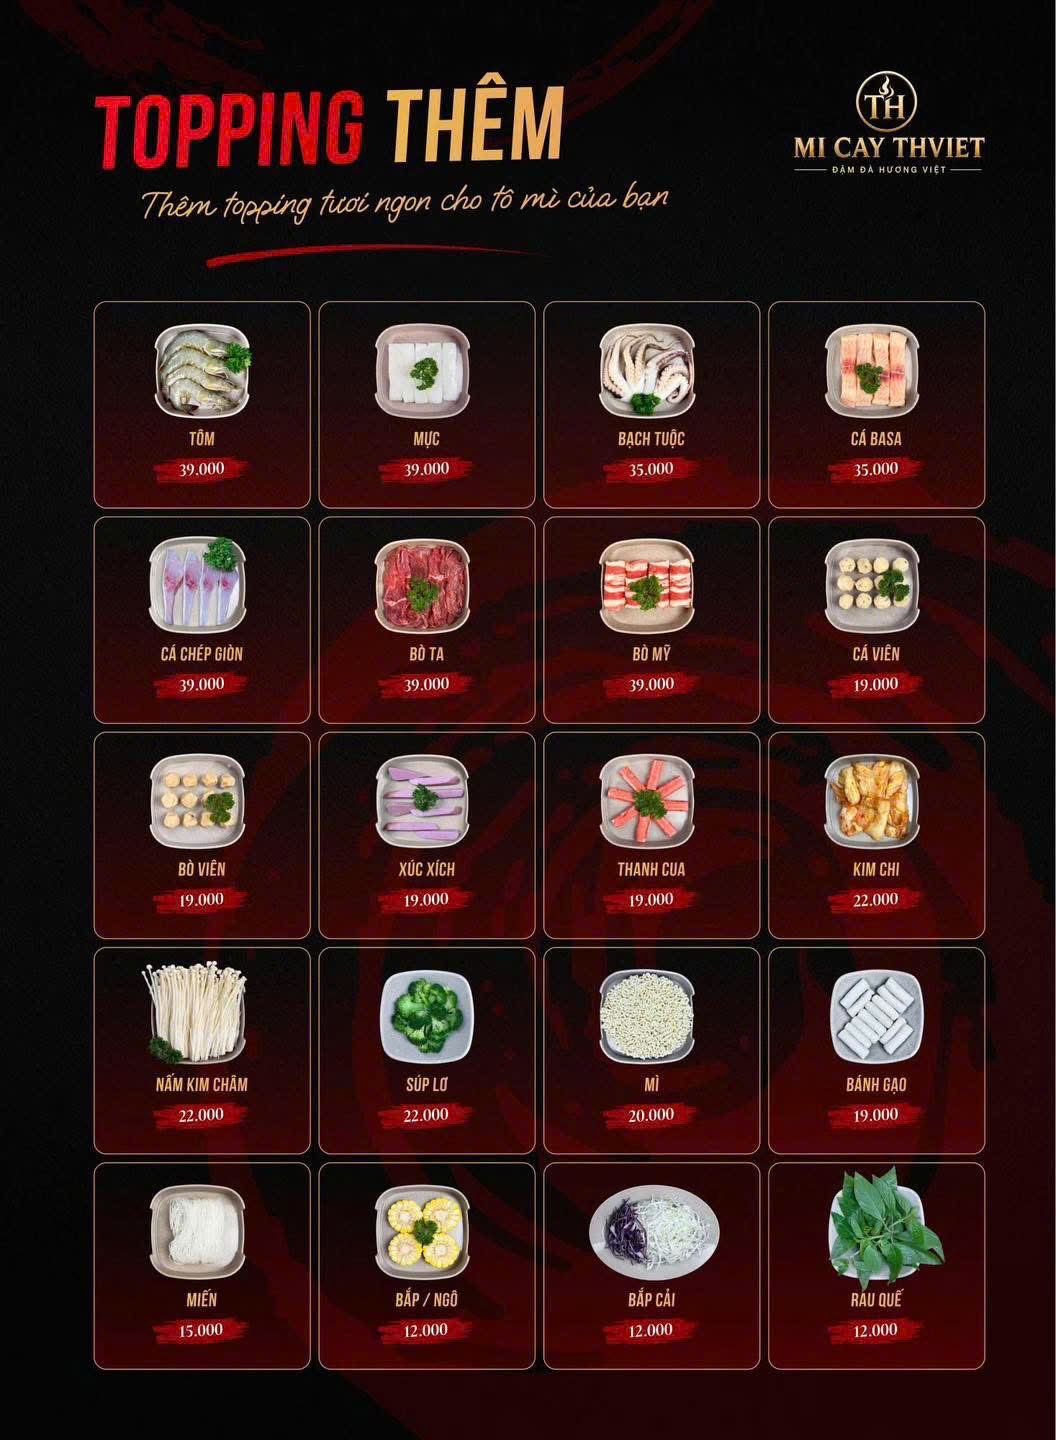 TOPPING THÊM
Thêm topping tươi ngon cho tô mì của bạn
TH
MI CAY THVIET
ĐẬM ĐÀ HƯƠNG VIỆT
TÔM
39.000
MỰC
39.000
BẠCH TUỘC
35.000
CÁ BASA
35.000
CÁ CHÉP GIÒN
39.000
BÒ TA
39.000
BÒ MỸ
39.000
CÁ VIÊN
19.000
BÒ VIÊN
19.000
XÚC XÍCH
19.000
THANH CUA
19.000
KIM CHI
22.000
NẤM KIM CHÂM
22.000
SÚP LƠ
22.000
MÌ
20.000
BÁNH GẠO
19.000
MIẾN
15.000
BẮP / NGÔ
12.000
BẮP CẢI
12.000
RAU QUẾ
12.000